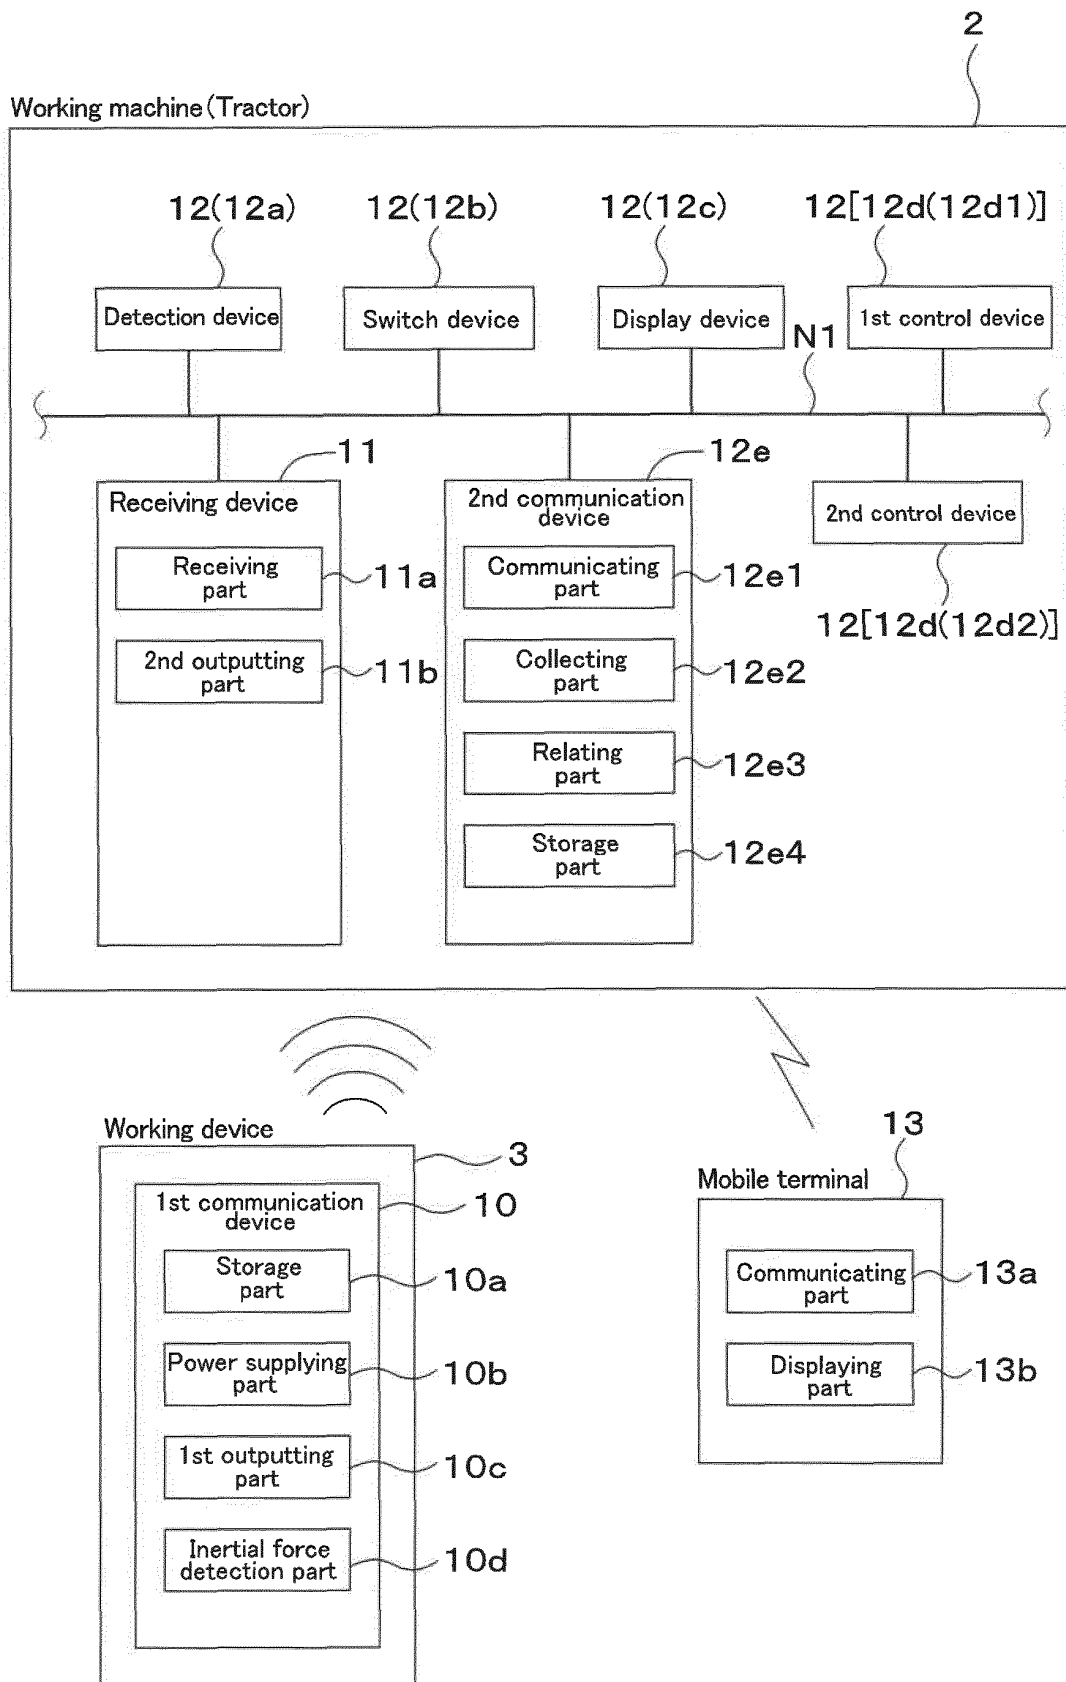 2
Working machine(Tractor)
12(12a)
12(12b)
12(12c)
12[12d(12d1)]
Detection device
Switch device
Display device
1st control device
N1
11
12e
Receiving device
2nd communication
device
2nd control device
Receiving
part
11a
Communicating
part
12e1
12[12d(12d2)]
2nd outputting
part
11b
Collecting
part
12e2
Relating
part
12e3
Storage
part
12e4
Working device
3
13
Mobile terminal
1st communication
device
10
Storage
part
10a
Communicating
part
13a
Power supplying
part
10b
Displaying
part
13b
1st outputting
part
10c
Inertial force
detection part
10d